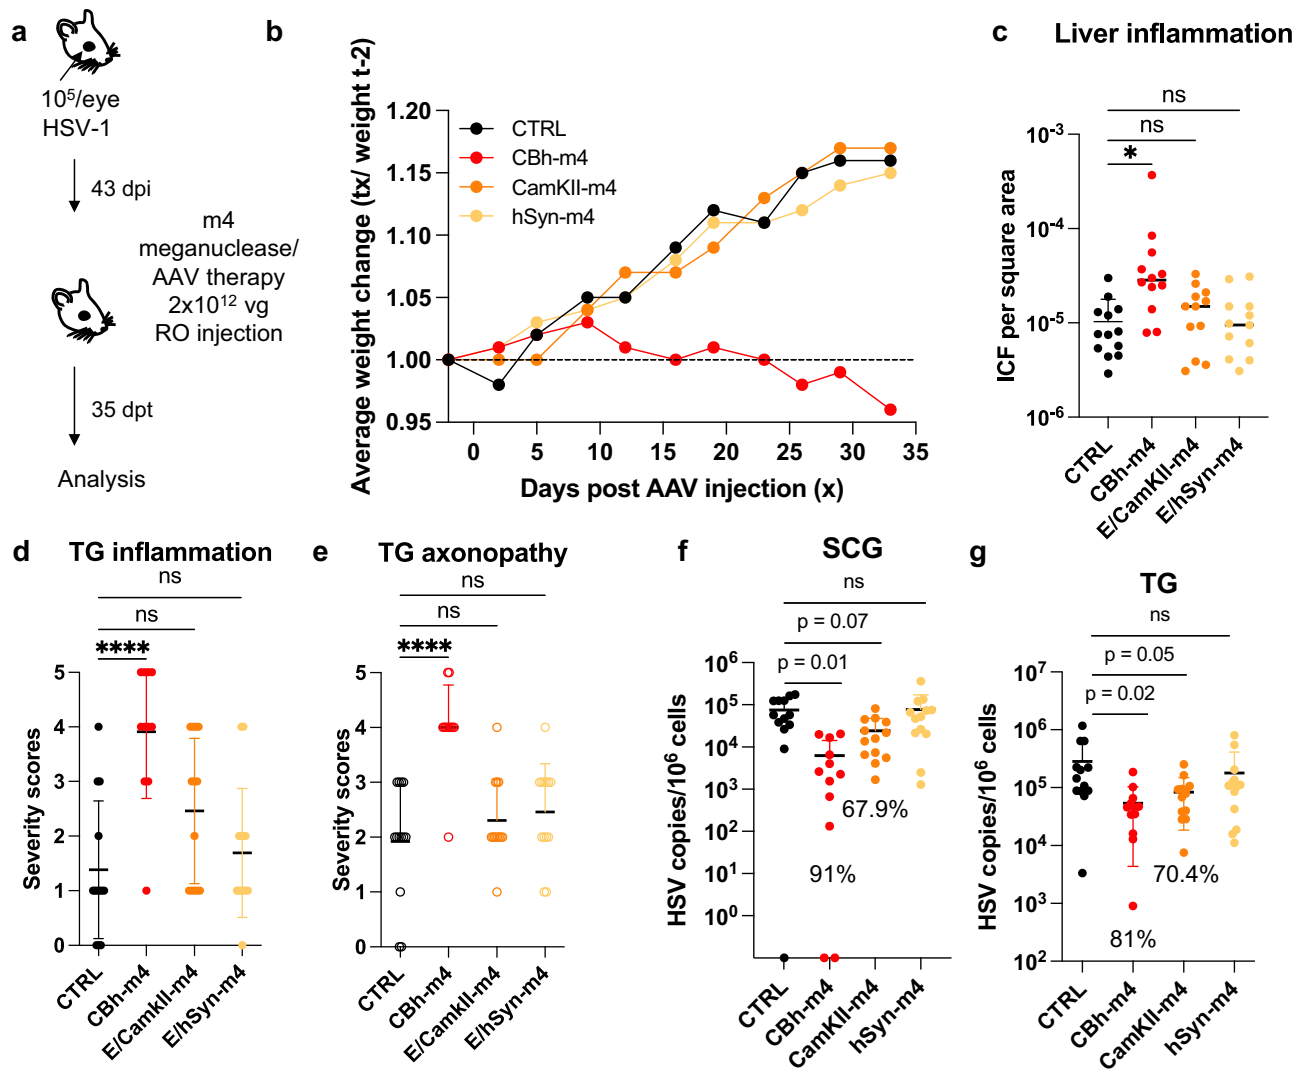 a
10⁵/eye
HSV-1
43 dpi
m4
meganuclease/
AAV therapy
2x10¹² vg
RO injection
35 dpt
Analysis
b
Average weight change (tx/ weight t-2)
1.20
1.15
1.10
1.05
1.00
0.95
CTRL
CBh-m4
CamKII-m4
hSyn-m4
0 5 10 15 20 25 30 35
Days post AAV injection (x)
c Liver inflammation
ns
ns
*
ICF per square area
10⁻³
10⁻⁴
10⁻⁵
10⁻⁶
CTRL
CBh-m4
E/CamKII-m4
E/hSyn-m4
d TG inflammation
ns
ns
****
Severity scores
5
4
3
2
1
0
CTRL
CBh-m4
E/CamKII-m4
E/hSyn-m4
e TG axonopathy
ns
ns
****
Severity scores
5
4
3
2
1
0
CTRL
CBh-m4
E/CamKII-m4
E/hSyn-m4
f SCG
ns
p = 0.07
p = 0.01
HSV copies/10⁶ cells
10⁶
10⁵
10⁴
10³
10²
10¹
10⁰
67.9%
91%
CTRL
CBh-m4
CamKII-m4
hSyn-m4
g TG
ns
p = 0.05
p = 0.02
HSV copies/10⁶ cells
10⁷
10⁶
10⁵
10⁴
10³
10²
70.4%
81%
CTRL
CBh-m4
CamKII-m4
hSyn-m4